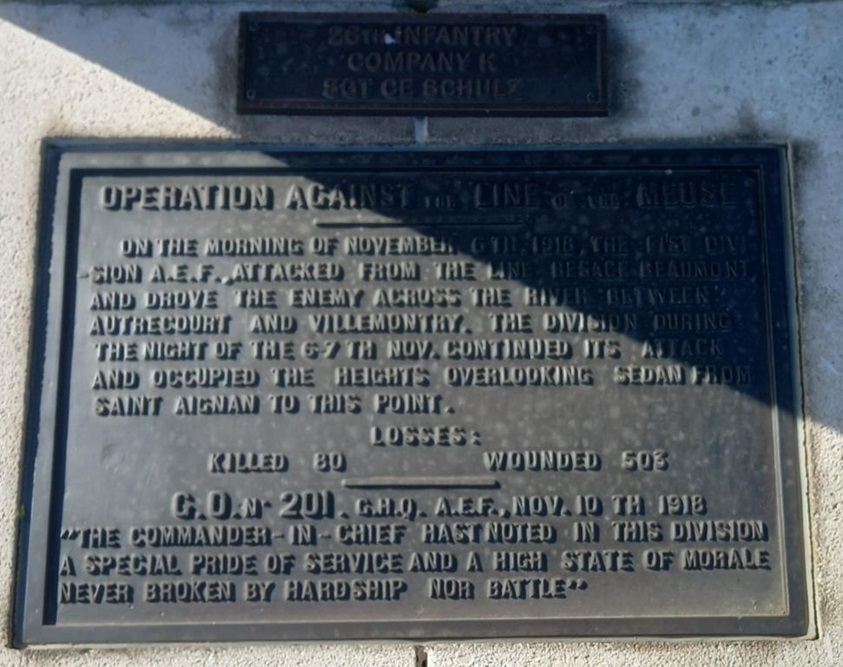 28TH INFANTRY
COMPANY K
SGT CF SCHULZ
OPERATION AGAINST THE LINE OF THE MEUSE
ON THE MORNING OF NOVEMBER 6TH 1918, THE F1ST DIVI
-SION A.E.F., ATTACKED FROM THE LINE BESACE BEAUMONT
AND DROVE THE ENEMY ACROSS THE RIVER BETWEEN
AUTRECOURT AND VILLEMONTRY. THE DIVISION DURING
THE NIGHT OF THE 6-7 TH NOV. CONTINUED ITS ATTACK
AND OCCUPIED THE HEIGHTS OVERLOOKING SEDAN FROM
SAINT AIGNAN TO THIS POINT.
LOSSES:
KILLED 80 WOUNDED 503
G.O. Nº 201. G.H.Q. A.E.F., NOV. 10 TH 1918
"THE COMMANDER-IN-CHIEF HAST NOTED IN THIS DIVISION
A SPECIAL PRIDE OF SERVICE AND A HIGH STATE OF MORALE
NEVER BROKEN BY HARDSHIP NOR BATTLE"